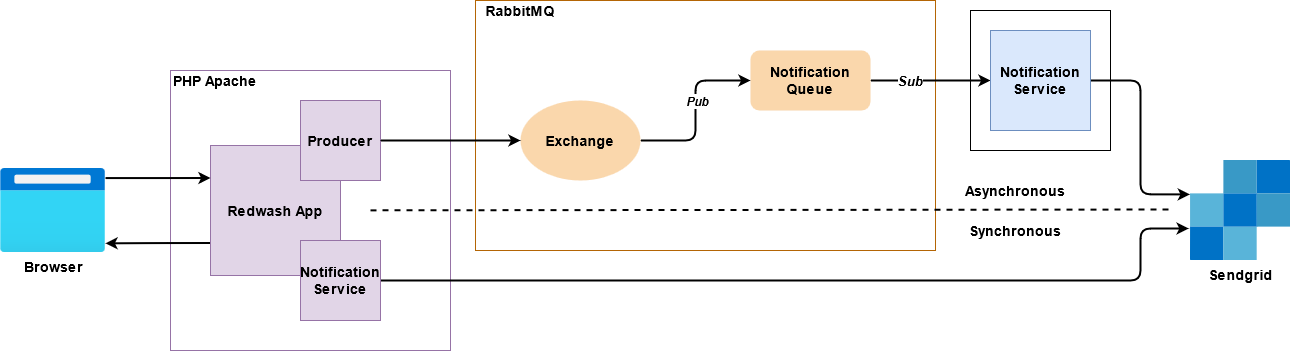 RabbitMQ
PHP Apache
Notification
Queue
Notification
Service
Pub
Sub
Producer
Exchange
Redwash App
Asynchronous
Synchronous
Browser
Notification
Service
Sendgrid